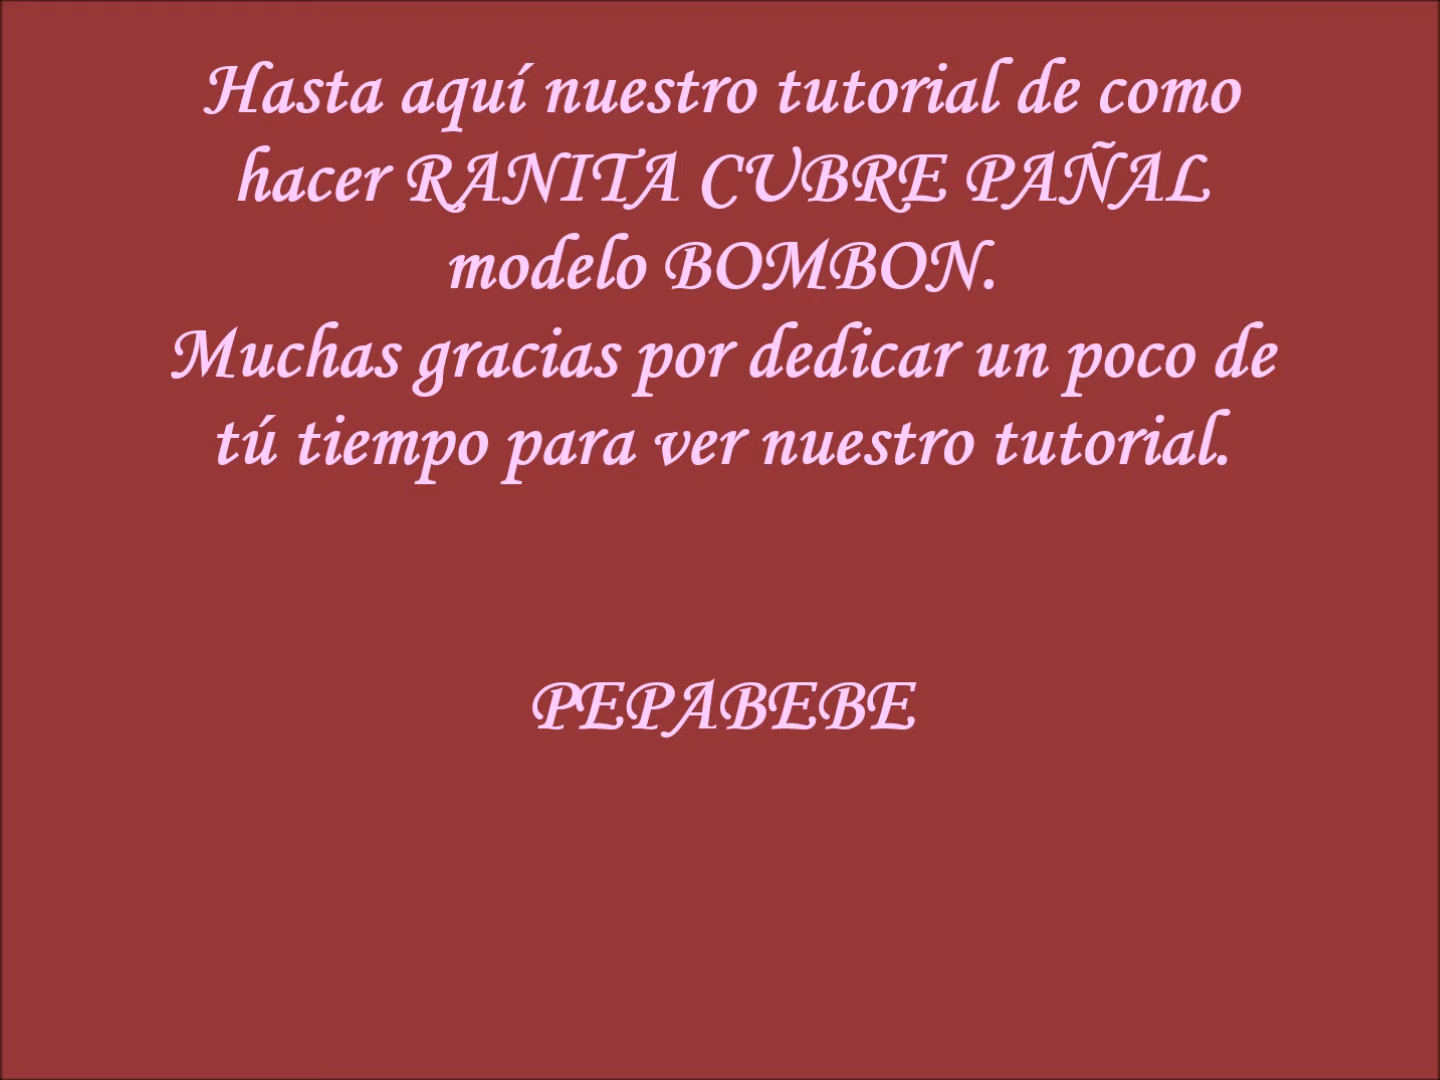 Hasta aquí nuestro tutorial de como
hacer RANITA CUBRE PAÑAL
modelo BOMBON.
Muchas gracias por dedicar un poco de
tú tiempo para ver nuestro tutorial.
PEPABEBE